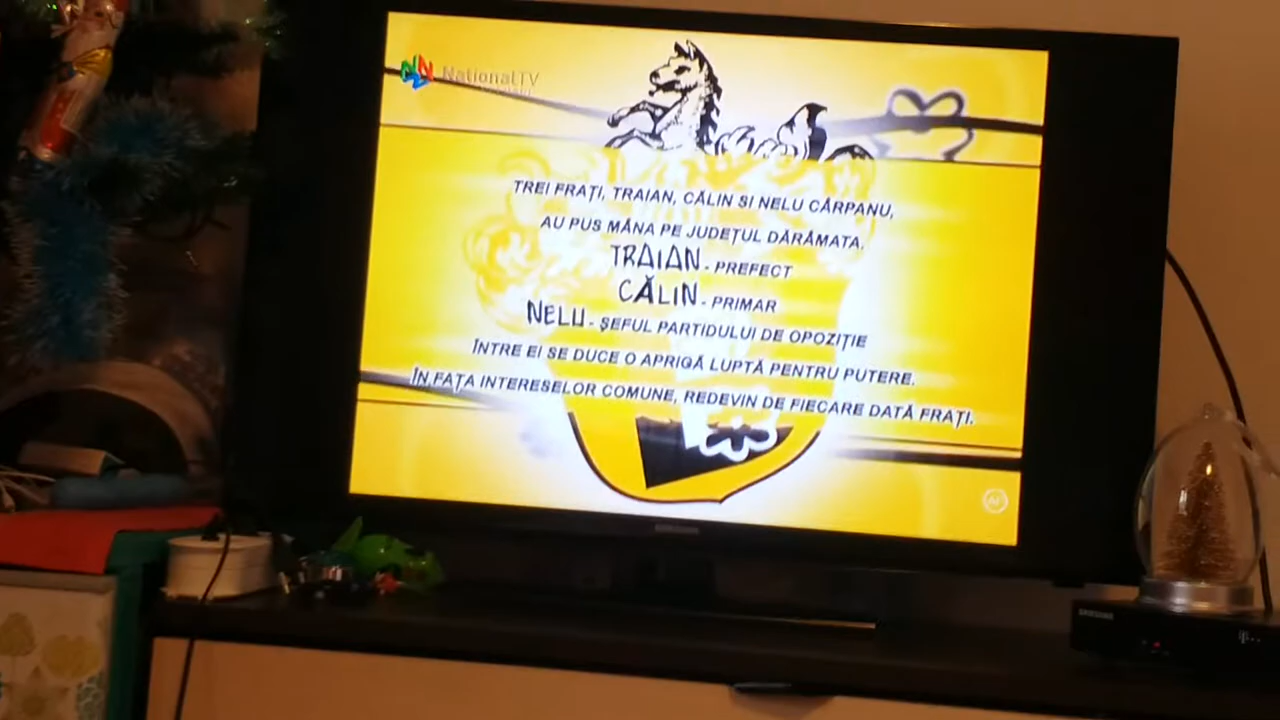 NationalTV
TREI FRAȚI, TRAIAN, CĂLIN SI NELU CÂRPANU,
AU PUS MÂNA PE JUDEȚUL DĂRÂMATA.
TRAIAN - PREFECT
CĂLIN - PRIMAR
NELU - ȘEFUL PARTIDULUI DE OPOZIȚIE
ÎNTRE EI SE DUCE O APRIGĂ LUPTĂ PENTRU PUTERE.
ÎN FAȚA INTERESELOR COMUNE, REDEVIN DE FIECARE DATĂ FRAȚI.
SAMSUNG